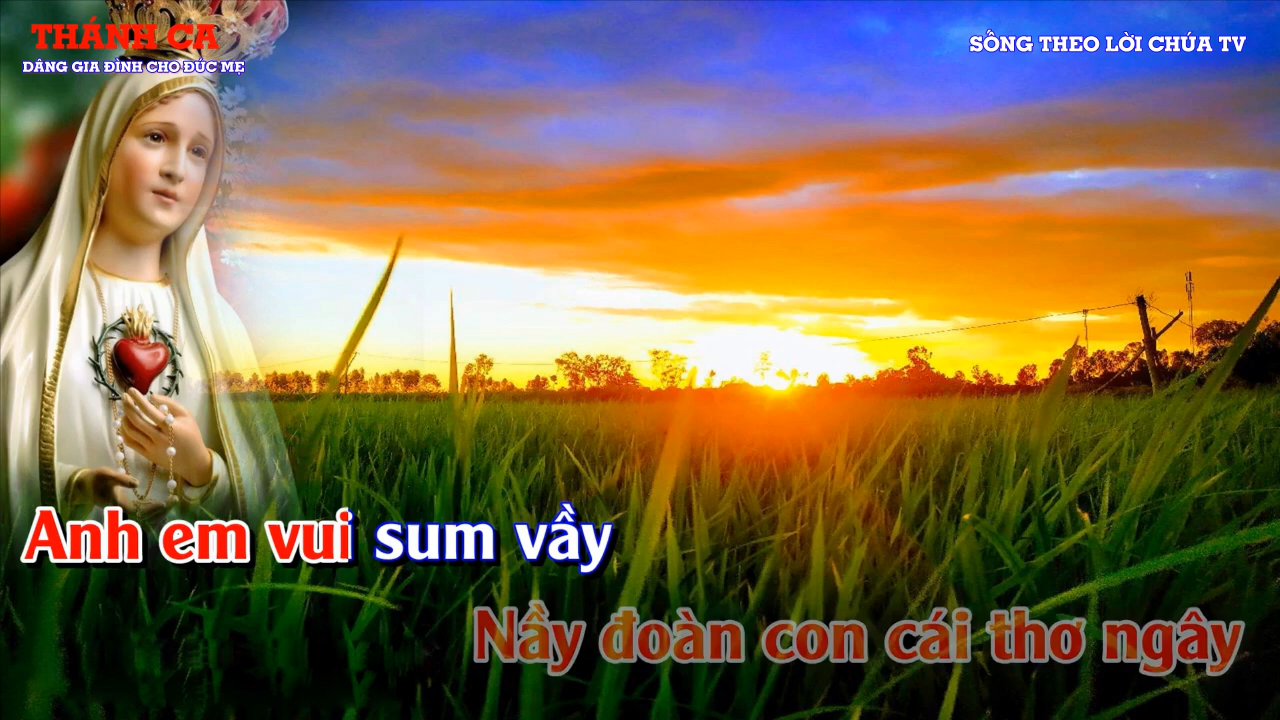 THÁNH CA
DÂNG GIA ĐÌNH CHO ĐỨC MẸ
SỐNG THEO LỜI CHÚA TV
Anh em vui sum vầy
Nầy đoàn con cái thơ ngây